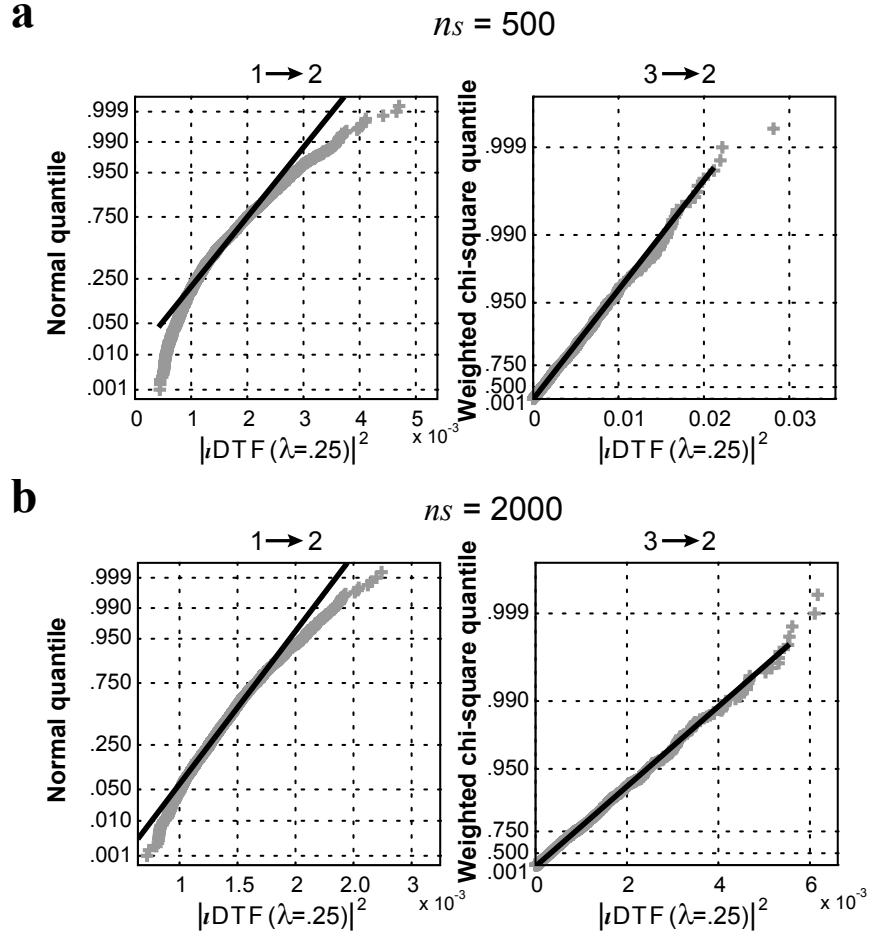 a
ns = 500
1→2
Normal quantile
.999
.990
.950
.750
.250
.050
.010
.001
0 1 2 3 4 5
x 10⁻³
|ιDTF(λ=.25)|²
3→2
Weighted chi-square quantile
.999
.990
.950
.750
.500
.001
0 0.01 0.02 0.03
|ιDTF(λ=.25)|²
b
ns = 2000
1→2
Normal quantile
.999
.990
.950
.750
.250
.050
.010
.001
1 1.5 2 2.0 3
x 10⁻³
|ιDTF(λ=.25)|²
3→2
Weighted chi-square quantile
.999
.990
.950
.750
.500
.001
0 2 4 6
x 10⁻³
|ιDTF(λ=.25)|²